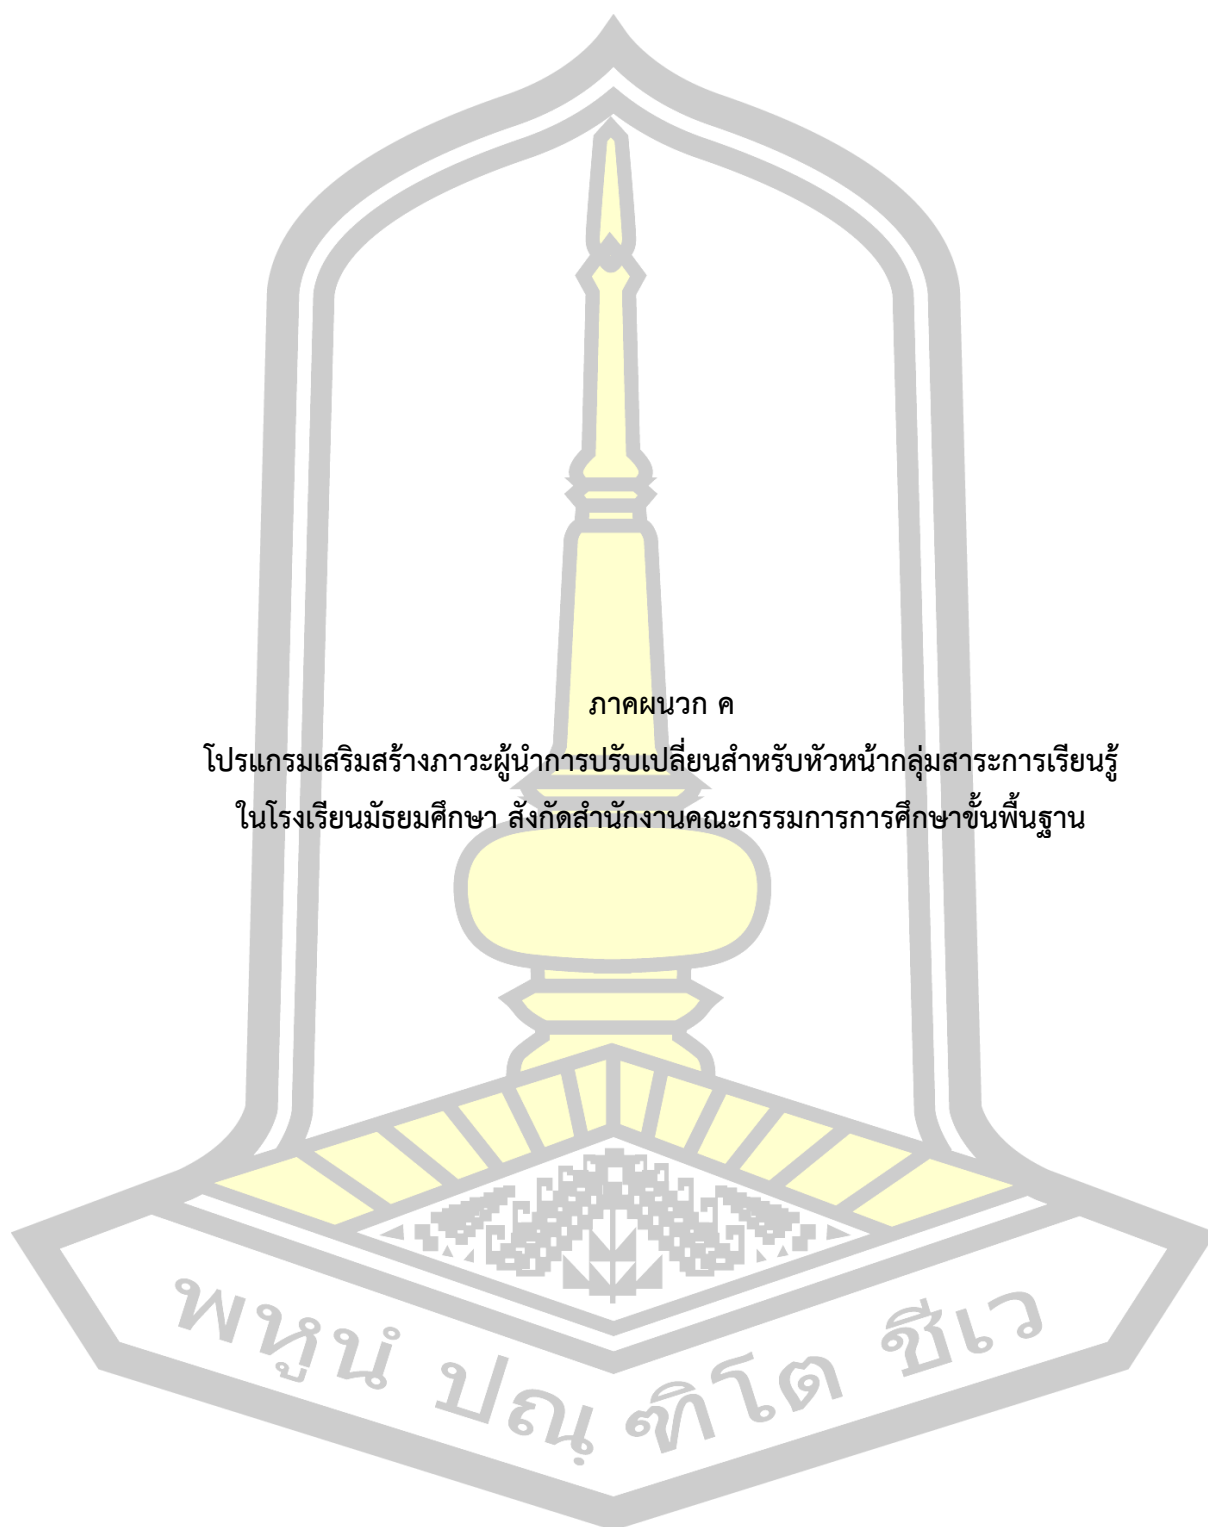 ภาคผนวก ค
โปรแกรมเสริมสร้างภาวะผู้นำการปรับเปลี่ยนสำหรับหัวหน้ากลุ่มสาระการเรียนรู้
ในโรงเรียนมัธยมศึกษา สังกัดสำนักงานคณะกรรมการการศึกษาขั้นพื้นฐาน
พหูนํ ปณฺฑิโต ชีเว